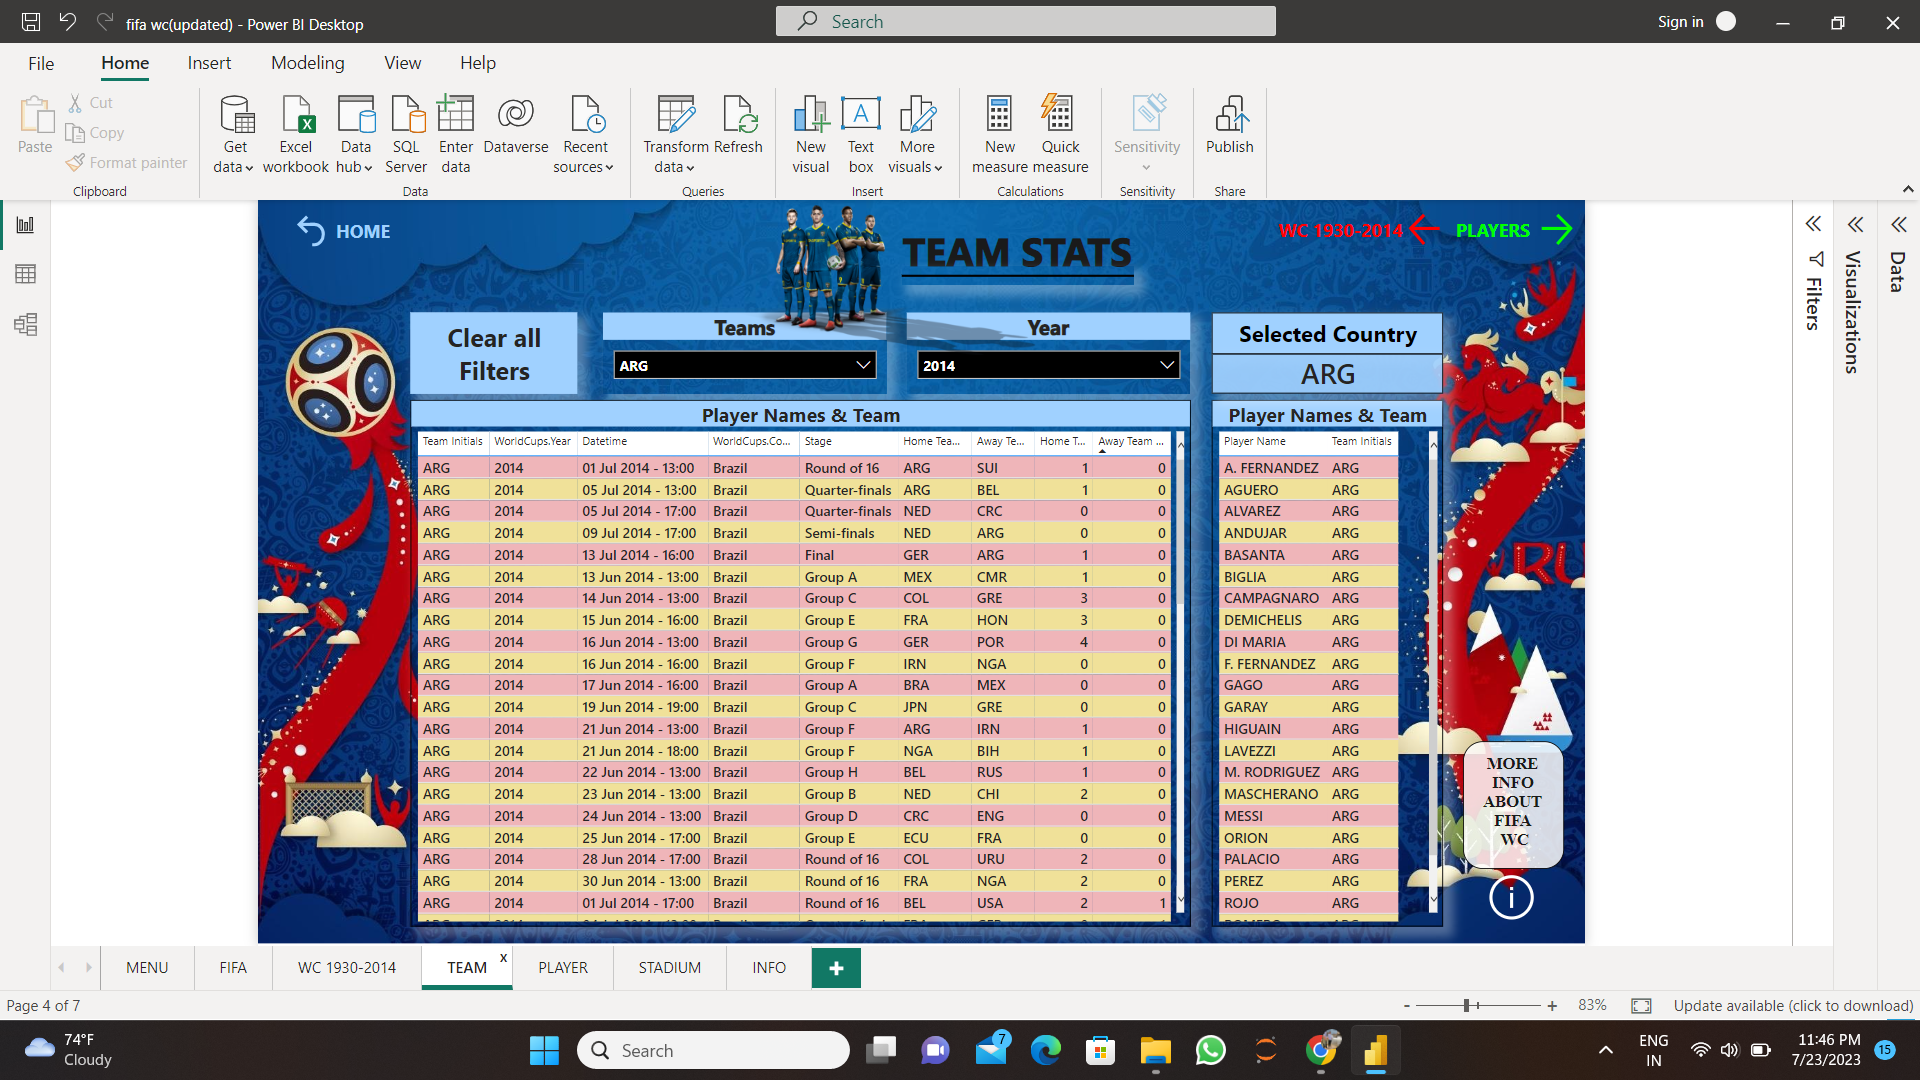 fifa wc(updated) - Power BI Desktop
Search
Sign in
File
Home
Insert
Modeling
View
Help
Paste
Cut
Copy
Format painter
Clipboard
Get data
Excel workbook
Data hub
SQL Server
Enter data
Dataverse
Recent sources
Data
Transform data
Refresh
Queries
New visual
Text box
More visuals
Insert
New measure
Quick measure
Calculations
Sensitivity
Sensitivity
Publish
Share
HOME
TEAM STATS
WC 1930-2014
PLAYERS
Clear all
Filters
Teams
ARG
Year
2014
Selected Country
ARG
Player Names & Team
Team Initials WorldCups.Year Datetime WorldCups.Co... Stage Home Tea... Away Te... Home T... Away Team ...
ARG 2014 01 Jul 2014 - 13:00 Brazil Round of 16 ARG SUI 1 0
ARG 2014 05 Jul 2014 - 13:00 Brazil Quarter-finals ARG BEL 1 0
ARG 2014 05 Jul 2014 - 17:00 Brazil Quarter-finals NED CRC 0 0
ARG 2014 09 Jul 2014 - 17:00 Brazil Semi-finals NED ARG 0 0
ARG 2014 13 Jul 2014 - 16:00 Brazil Final GER ARG 1 0
ARG 2014 13 Jun 2014 - 13:00 Brazil Group A MEX CMR 1 0
ARG 2014 14 Jun 2014 - 13:00 Brazil Group C COL GRE 3 0
ARG 2014 15 Jun 2014 - 16:00 Brazil Group E FRA HON 3 0
ARG 2014 16 Jun 2014 - 13:00 Brazil Group G GER POR 4 0
ARG 2014 16 Jun 2014 - 16:00 Brazil Group F IRN NGA 0 0
ARG 2014 17 Jun 2014 - 16:00 Brazil Group A BRA MEX 0 0
ARG 2014 19 Jun 2014 - 19:00 Brazil Group C JPN GRE 0 0
ARG 2014 21 Jun 2014 - 13:00 Brazil Group F ARG IRN 1 0
ARG 2014 21 Jun 2014 - 18:00 Brazil Group F NGA BIH 1 0
ARG 2014 22 Jun 2014 - 13:00 Brazil Group H BEL RUS 1 0
ARG 2014 23 Jun 2014 - 13:00 Brazil Group B NED CHI 2 0
ARG 2014 24 Jun 2014 - 13:00 Brazil Group D CRC ENG 0 0
ARG 2014 25 Jun 2014 - 17:00 Brazil Group E ECU FRA 0 0
ARG 2014 28 Jun 2014 - 17:00 Brazil Round of 16 COL URU 2 0
ARG 2014 30 Jun 2014 - 13:00 Brazil Round of 16 FRA NGA 2 0
ARG 2014 01 Jul 2014 - 17:00 Brazil Round of 16 BEL USA 2 1
Player Names & Team
Player Name Team Initials
A. FERNANDEZ ARG
AGUERO ARG
ALVAREZ ARG
ANDUJAR ARG
BASANTA ARG
BIGLIA ARG
CAMPAGNARO ARG
DEMICHELIS ARG
DI MARIA ARG
F. FERNANDEZ ARG
GAGO ARG
GARAY ARG
HIGUAIN ARG
LAVEZZI ARG
M. RODRIGUEZ ARG
MASCHERANO ARG
MESSI ARG
ORION ARG
PALACIO ARG
PEREZ ARG
ROJO ARG
MORE
INFO
ABOUT
FIFA
WC
i
Filters
Visualizations
Data
MENU
FIFA
WC 1930-2014
TEAM
x
PLAYER
STADIUM
INFO
+
Page 4 of 7
- + 83%
Update available (click to download)
74°F
Cloudy
Search
7
ENG
IN
11:46 PM
7/23/2023
15